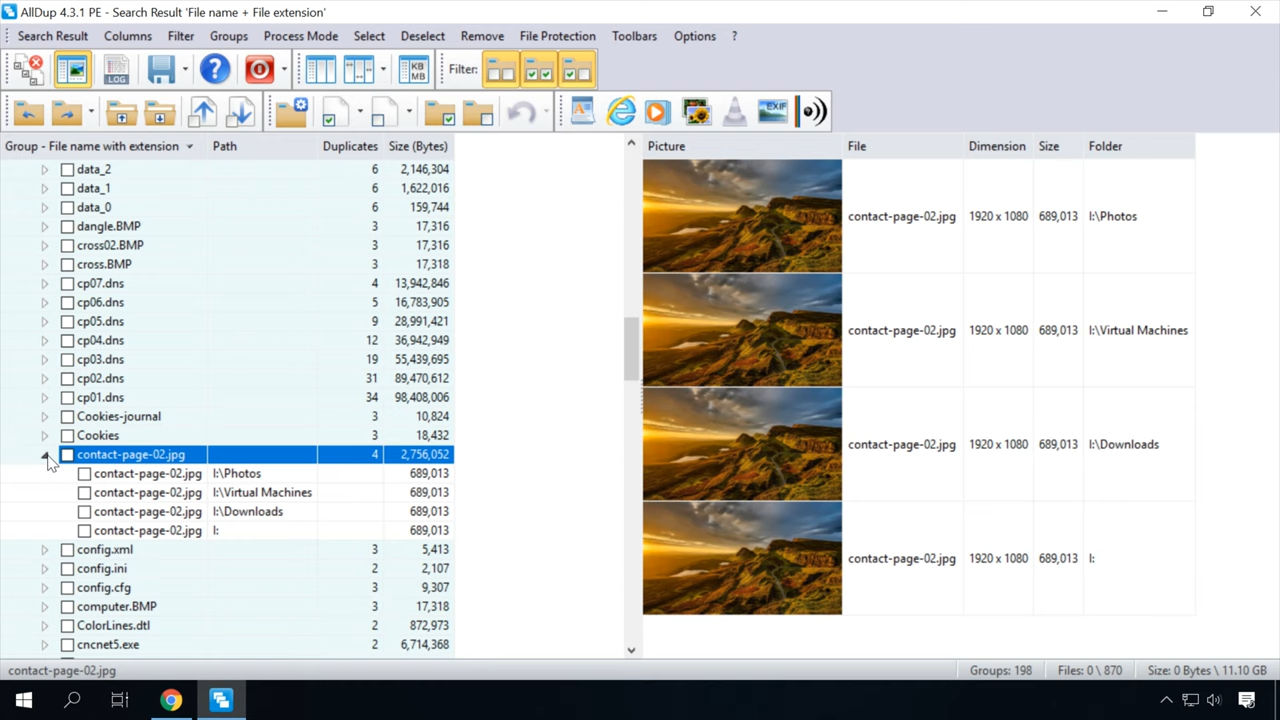 AllDup 4.3.1 PE - Search Result 'File name + File extension'
Search Result Columns Filter Groups Process Mode Select Deselect Remove File Protection Toolbars Options ?
LOG KB MB Filter:
EXIF
Group - File name with extension Path Duplicates Size (Bytes)
data_2 6 2,146,304
data_1 6 1,622,016
data_0 6 159,744
dangle.BMP 3 17,316
cross02.BMP 3 17,316
cross.BMP 3 17,318
cp07.dns 4 13,942,846
cp06.dns 5 16,783,905
cp05.dns 9 28,991,421
cp04.dns 12 36,942,949
cp03.dns 19 55,439,695
cp02.dns 31 89,470,612
cp01.dns 34 98,408,006
Cookies-journal 3 10,824
Cookies 3 18,432
contact-page-02.jpg 4 2,756,052
contact-page-02.jpg I:\Photos 689,013
contact-page-02.jpg I:\Virtual Machines 689,013
contact-page-02.jpg I:\Downloads 689,013
contact-page-02.jpg I: 689,013
config.xml 3 5,413
config.ini 2 2,107
config.cfg 3 9,307
computer.BMP 3 17,318
ColorLines.dtl 2 872,973
cncnet5.exe 2 6,714,368
Picture File Dimension Size Folder
contact-page-02.jpg 1920 x 1080 689,013 I:\Photos
contact-page-02.jpg 1920 x 1080 689,013 I:\Virtual Machines
contact-page-02.jpg 1920 x 1080 689,013 I:\Downloads
contact-page-02.jpg 1920 x 1080 689,013 I:
contact-page-02.jpg Groups: 198 Files: 0 \ 870 Size: 0 Bytes \ 11.10 GB